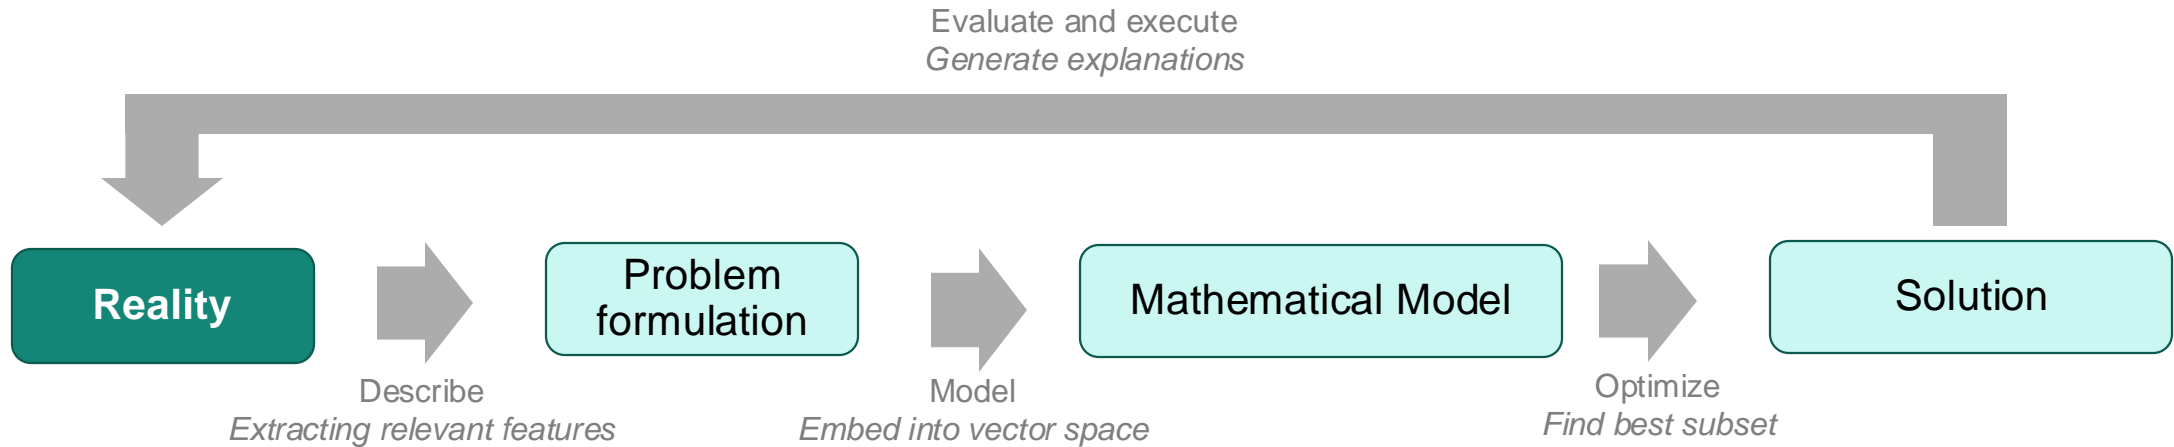 Evaluate and execute
Generate explanations
Reality
Problem
formulation
Mathematical Model
Solution
Describe
Extracting relevant features
Model
Embed into vector space
Optimize
Find best subset